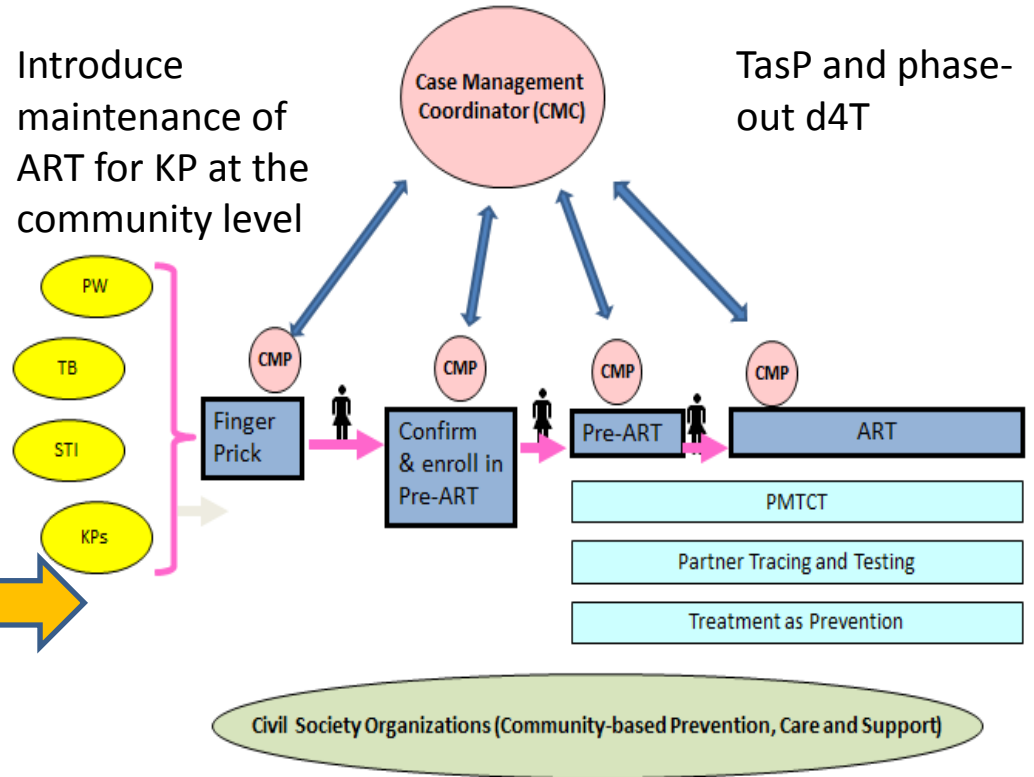 Introduce
maintenance of
ART for KP at the
community level
Case Management
Coordinator (CMC)
TasP and phase-
out d4T
PW
TB
STI
KPs
CMP
CMP
CMP
CMP
Finger
Prick
Confirm
& enroll in
Pre-ART
Pre-ART
ART
PMTCT
Partner Tracing and Testing
Treatment as Prevention
Civil Society Organizations (Community-based Prevention, Care and Support)